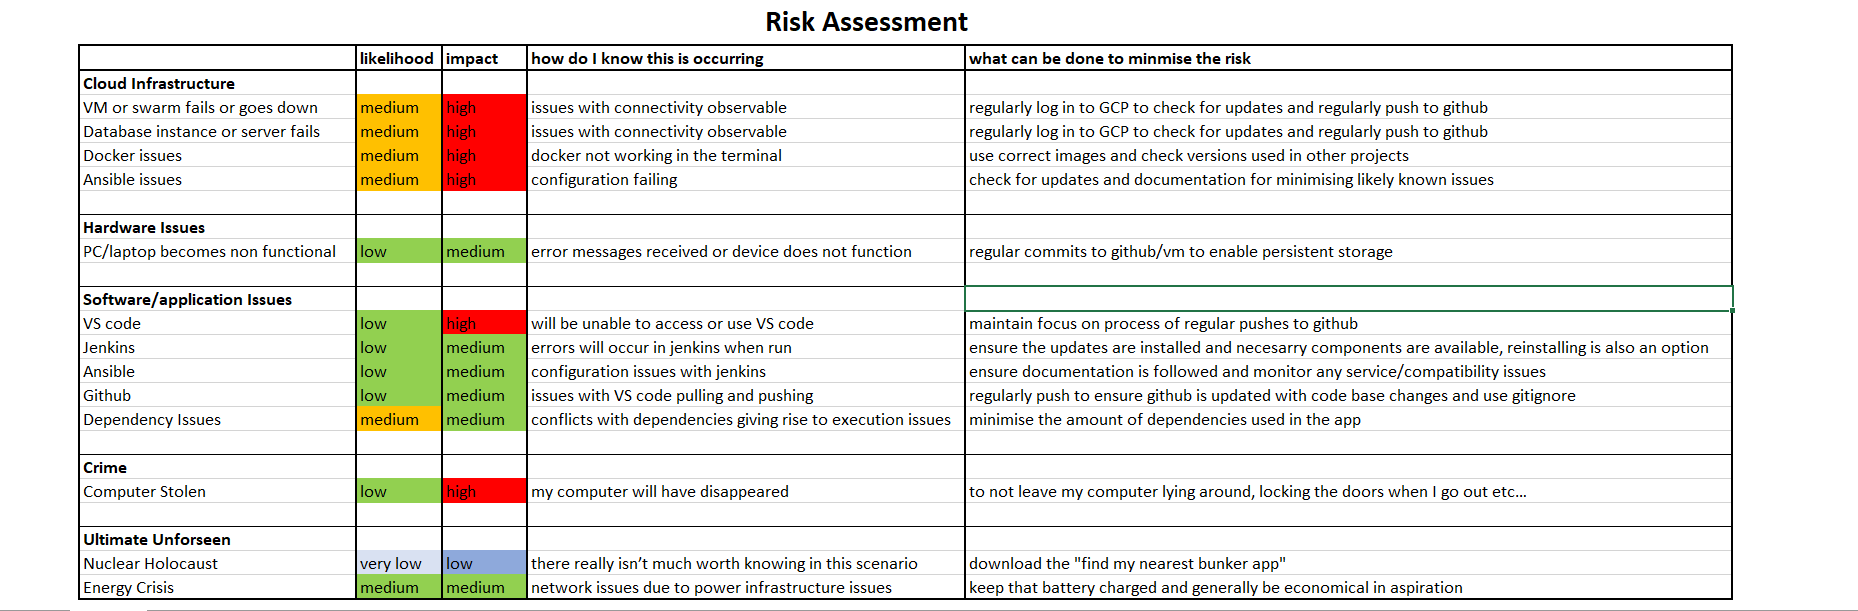 Risk Assessment
likelihood impact how do I know this is occurring what can be done to minmise the risk
Cloud Infrastructure
VM or swarm fails or goes down medium high issues with connectivity observable regularly log in to GCP to check for updates and regularly push to github
Database instance or server fails medium high issues with connectivity observable regularly log in to GCP to check for updates and regularly push to github
Docker issues medium high docker not working in the terminal use correct images and check versions used in other projects
Ansible issues medium high configuration failing check for updates and documentation for minimising likely known issues
Hardware Issues
PC/laptop becomes non functional low medium error messages received or device does not function regular commits to github/vm to enable persistent storage
Software/application Issues
VS code low high will be unable to access or use VS code maintain focus on process of regular pushes to github
Jenkins low medium errors will occur in jenkins when run ensure the updates are installed and necesarry components are available, reinstalling is also an option
Ansible low medium configuration issues with jenkins ensure documentation is followed and monitor any service/compatibility issues
Github low medium issues with VS code pulling and pushing regularly push to ensure github is updated with code base changes and use gitignore
Dependency Issues medium medium conflicts with dependencies giving rise to execution issues minimise the amount of dependencies used in the app
Crime
Computer Stolen low high my computer will have disappeared to not leave my computer lying around, locking the doors when I go out etc...
Ultimate Unforseen
Nuclear Holocaust very low low there really isn't much worth knowing in this scenario download the "find my nearest bunker app"
Energy Crisis medium medium network issues due to power infrastructure issues keep that battery charged and generally be economical in aspiration